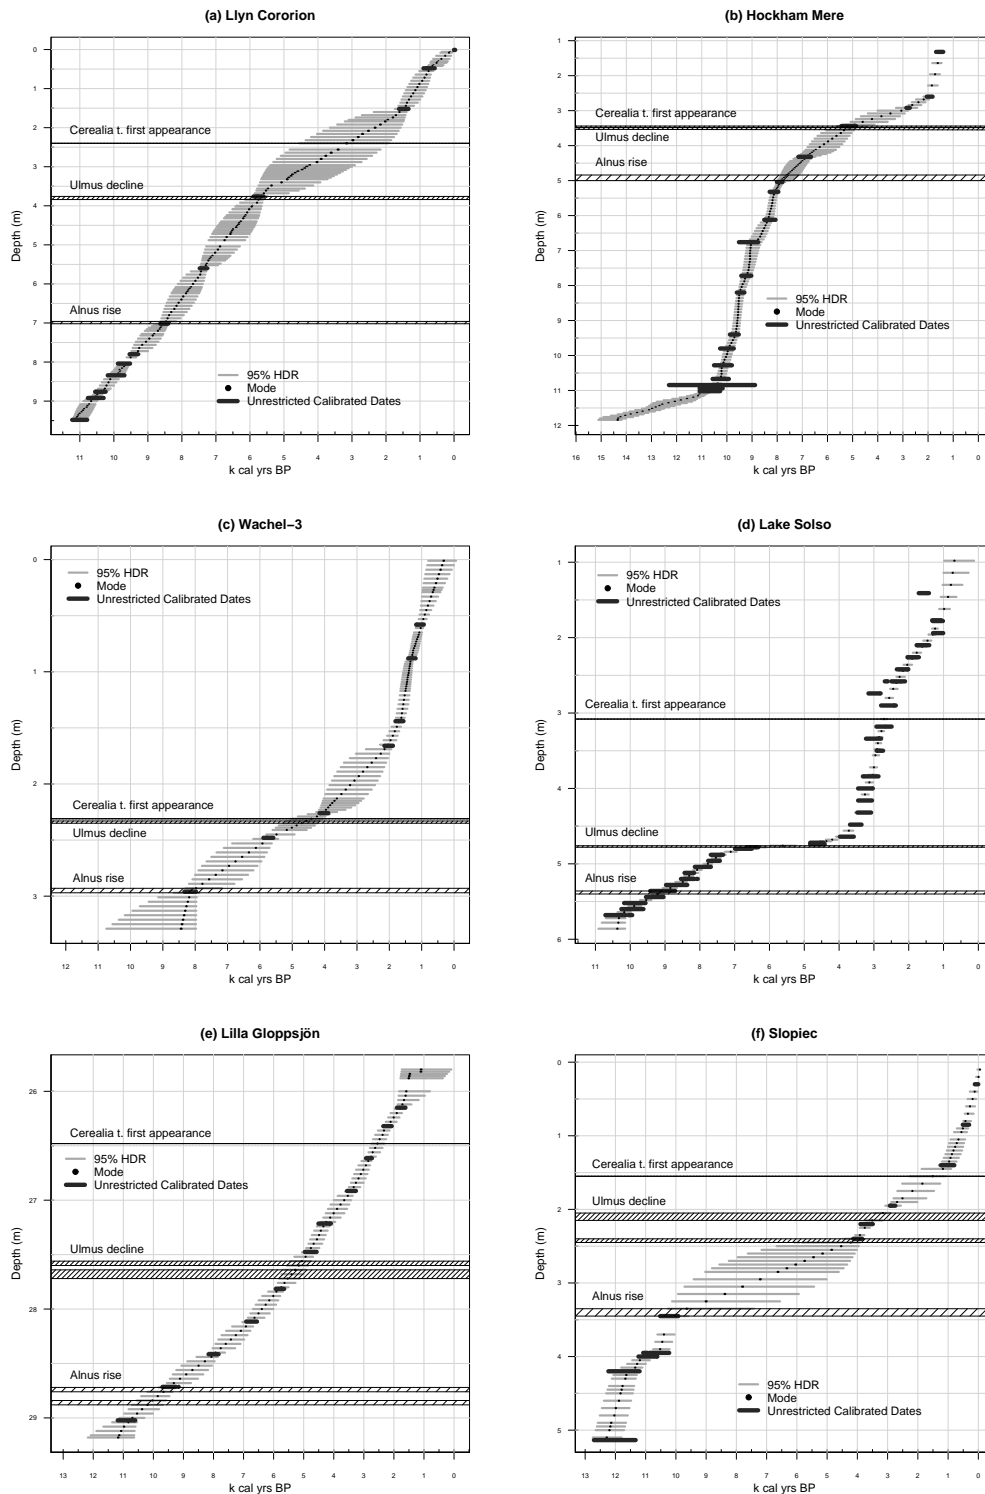 (a) Llyn Cororion
0
1
2
3
4
5
6
7
8
9
Depth (m)
Cerealia t. first appearance
Ulmus decline
Alnus rise
95% HDR
Mode
Unrestricted Calibrated Dates
11 10 9 8 7 6 5 4 3 2 1 0
k cal yrs BP
(b) Hockham Mere
1
2
3
4
5
6
7
8
9
10
11
12
Depth (m)
Cerealia t. first appearance
Ulmus decline
Alnus rise
95% HDR
Mode
Unrestricted Calibrated Dates
16 15 14 13 12 11 10 9 8 7 6 5 4 3 2 1 0
k cal yrs BP
(c) Wachel−3
0
1
2
3
Depth (m)
95% HDR
Mode
Unrestricted Calibrated Dates
Cerealia t. first appearance
Ulmus decline
Alnus rise
12 11 10 9 8 7 6 5 4 3 2 1 0
k cal yrs BP
(d) Lake Solso
1
2
3
4
5
6
Depth (m)
95% HDR
Mode
Unrestricted Calibrated Dates
Cerealia t. first appearance
Ulmus decline
Alnus rise
11 10 9 8 7 6 5 4 3 2 1 0
k cal yrs BP
(e) Lilla Gloppsjön
26
27
28
29
Depth (m)
Cerealia t. first appearance
95% HDR
Mode
Unrestricted Calibrated Dates
Ulmus decline
Alnus rise
13 12 11 10 9 8 7 6 5 4 3 2 1 0
k cal yrs BP
(f) Slopiec
0
1
2
3
4
5
Depth (m)
Cerealia t. first appearance
Ulmus decline
Alnus rise
95% HDR
Mode
Unrestricted Calibrated Dates
13 12 11 10 9 8 7 6 5 4 3 2 1 0
k cal yrs BP